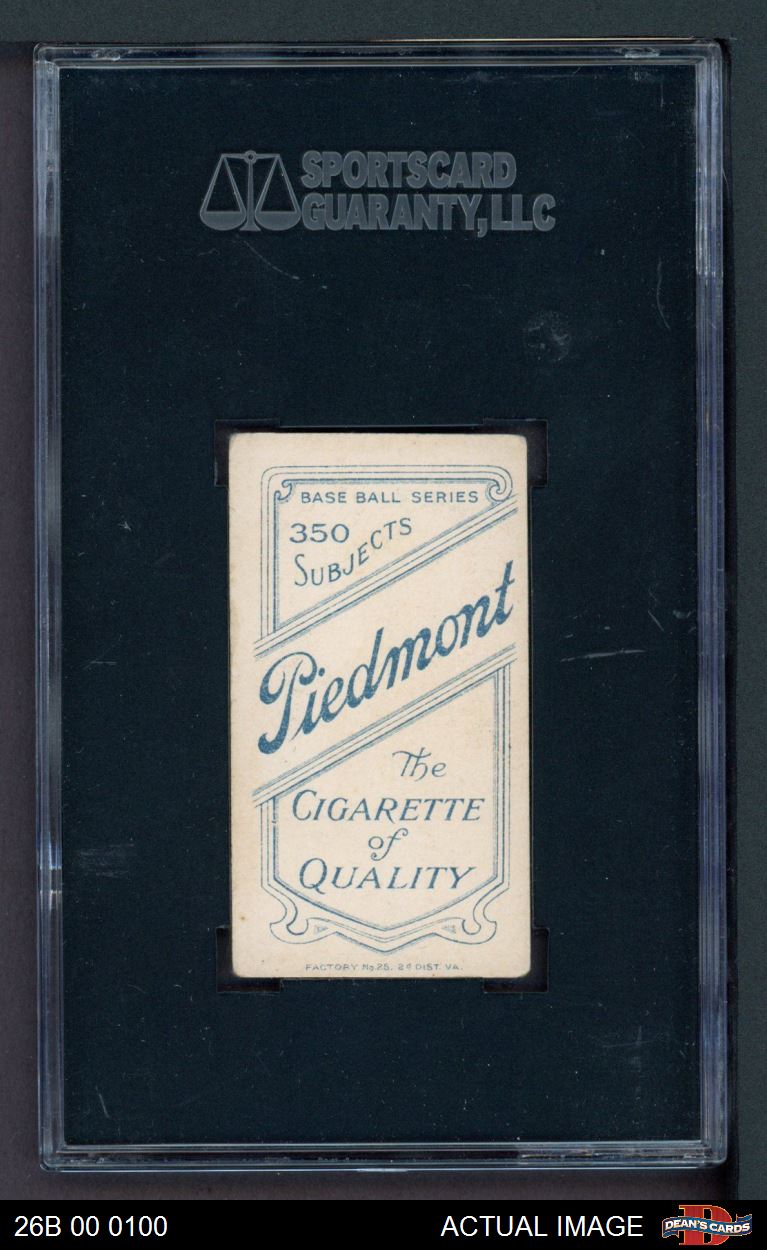 SPORTSCARD
GUARANTY, LLC
BASE BALL SERIES
350
SUBJECTS
Piedmont
The
CIGARETTE
of
QUALITY
FACTORY No. 25, 2d DIST. VA.
26B 00 0100
ACTUAL IMAGE
DEAN'S CARDS